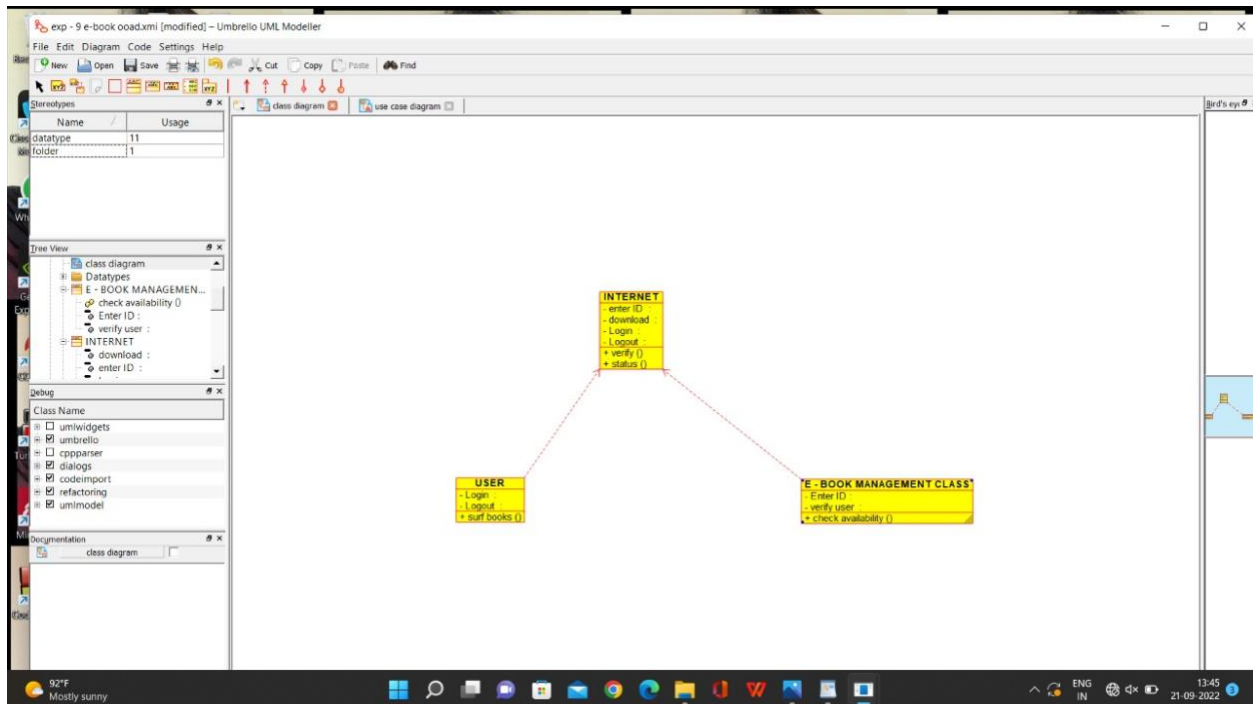 exp - 9 e-book ooad.xmi [modified] – Umbrello UML Modeller
File Edit Diagram Code Settings Help
New Open Save Cut Copy Paste Find
Stereotypes
class diagram use case diagram
Bird's eye
Name Usage
datatype 11
folder 1
Tree View
class diagram
Datatypes
E - BOOK MANAGEMEN...
check availability ()
Enter ID :
verify user :
INTERNET
download :
enter ID :
Debug
Class Name
umlwidgets
umbrello
cppparser
dialogs
codeimport
refactoring
umlmodel
Documentation
class diagram
INTERNET
- enter ID :
- download :
- Login :
- Logout :
+ verify ()
+ status ()
USER
- Login :
- Logout :
+ surf books ()
E - BOOK MANAGEMENT CLASS
- Enter ID :
- verify user :
+ check availability ()
92°F
Mostly sunny
ENG
IN
13:45
21-09-2022
3